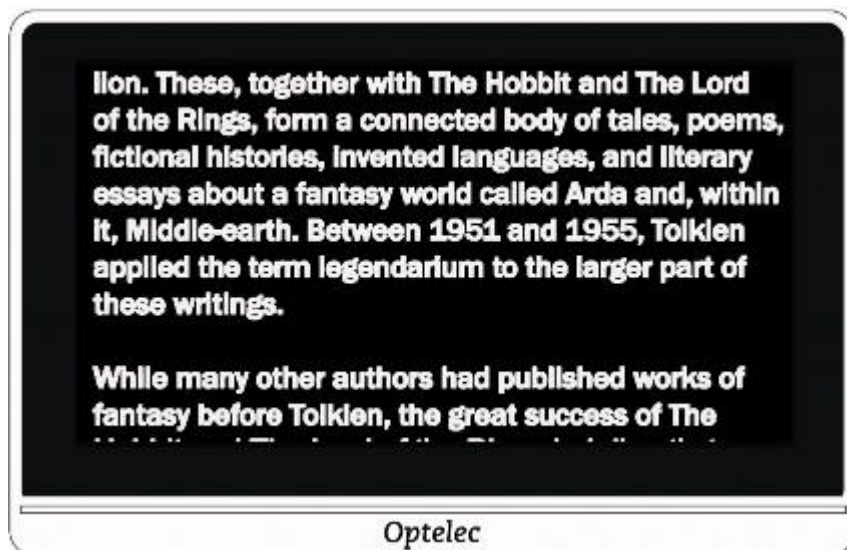 lion. These, together with The Hobbit and The Lord
of the Rings, form a connected body of tales, poems,
fictional histories, invented languages, and literary
essays about a fantasy world called Arda and, within
it, Middle-earth. Between 1951 and 1955, Tolkien
applied the term legendarium to the larger part of
these writings.
While many other authors had published works of
fantasy before Tolkien, the great success of The
Optelec